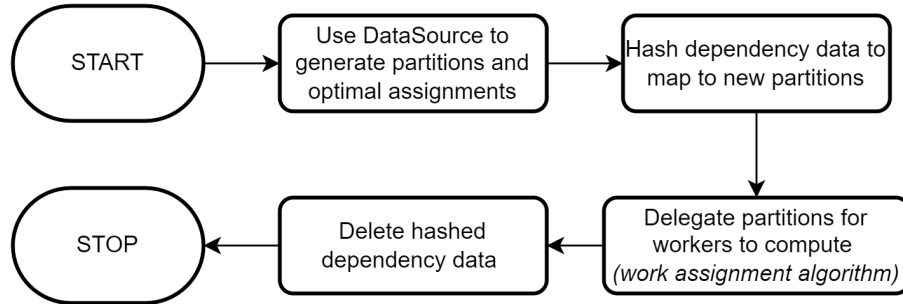 START
Use DataSource to
generate partitions and
optimal assignments
Hash dependency data to
map to new partitions
Delegate partitions for
workers to compute
(work assignment algorithm)
Delete hashed
dependency data
STOP